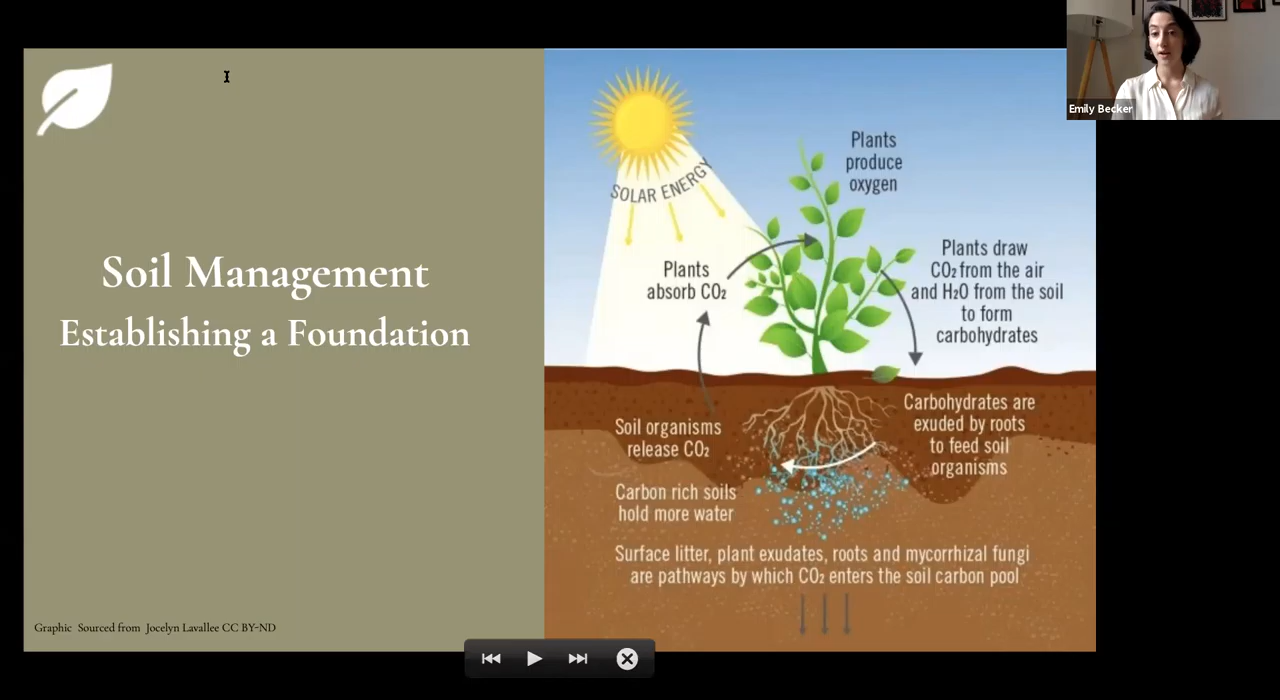 Emily Becker
Soil Management
Establishing a Foundation
Graphic Sourced from Jocelyn Lavallee CC BY-ND
SOLAR ENERGY
Plants
produce
oxygen
Plants
absorb CO₂
Plants draw
CO₂ from the air
and H₂O from the soil
to form
carbohydrates
Soil organisms
release CO₂
Carbohydrates are
exuded by roots
to feed soil
organisms
Carbon rich soils
hold more water
Surface litter, plant exudates, roots and mycorrhizal fungi
are pathways by which CO₂ enters the soil carbon pool